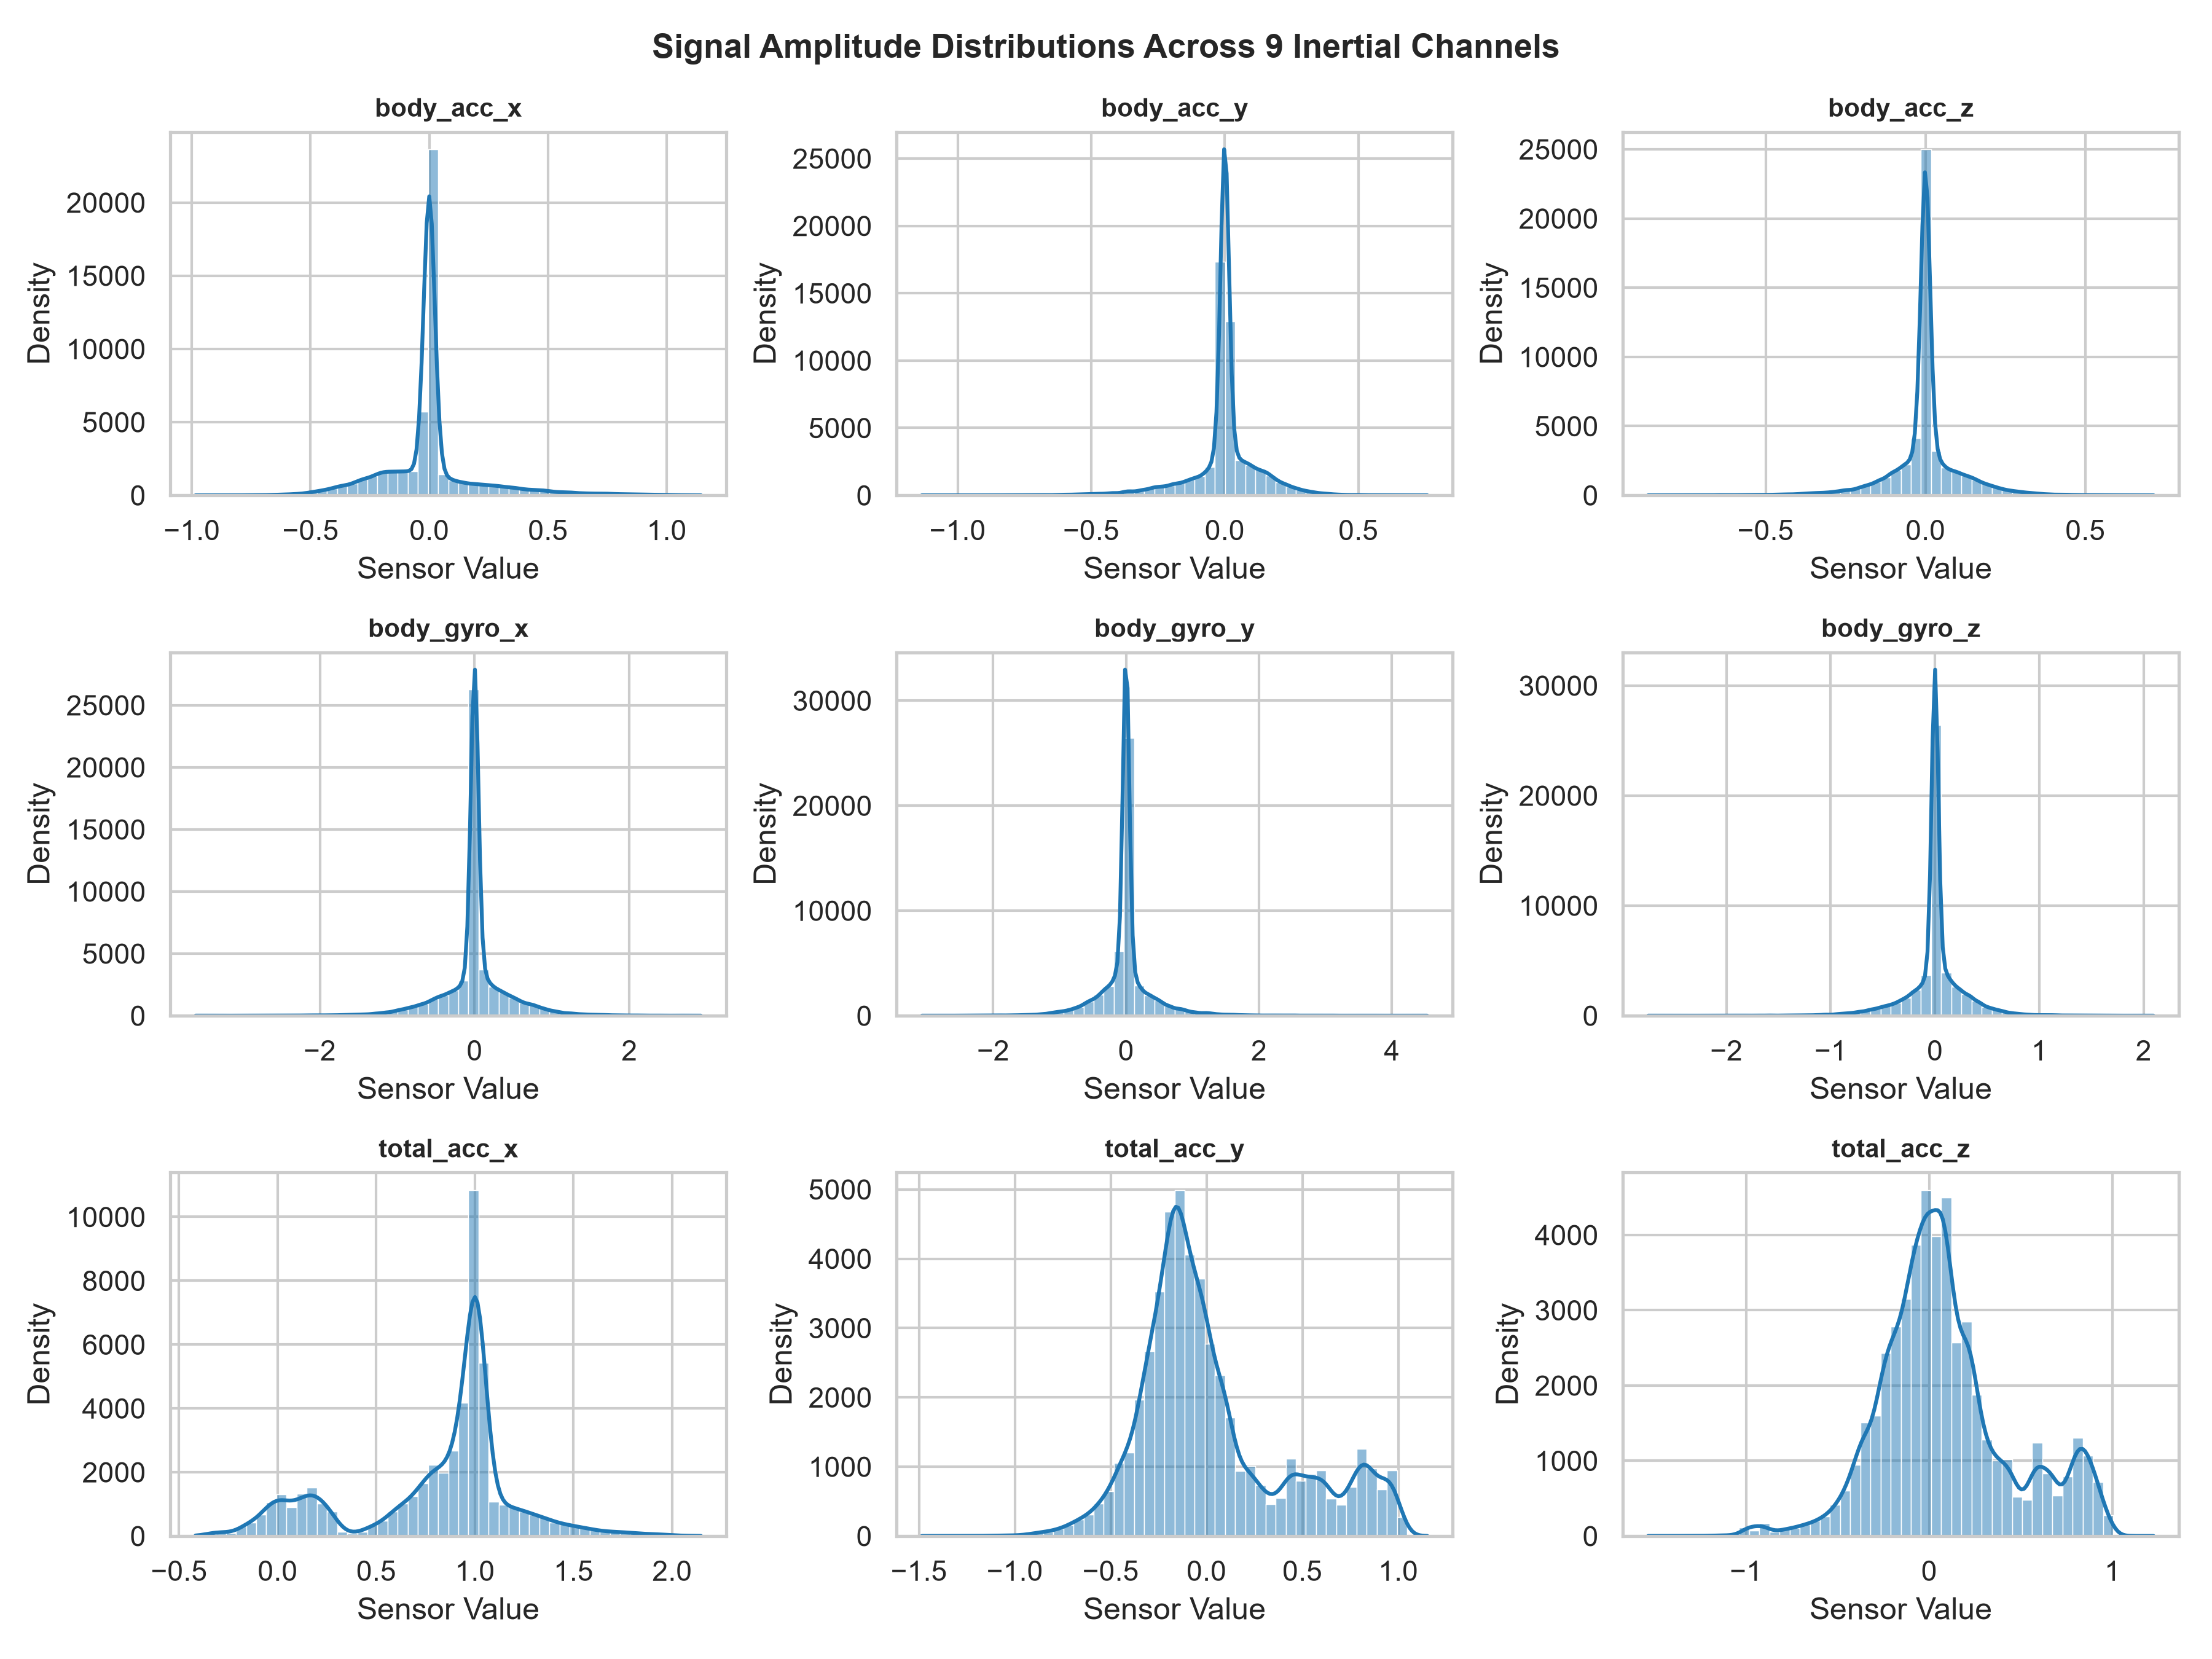 Signal Amplitude Distributions Across 9 Inertial Channels
body_acc_x
20000
15000
10000
5000
0
Density
−1.0 −0.5 0.0 0.5 1.0
Sensor Value
body_acc_y
25000
20000
15000
10000
5000
0
Density
−1.0 −0.5 0.0 0.5
Sensor Value
body_acc_z
25000
20000
15000
10000
5000
0
Density
−0.5 0.0 0.5
Sensor Value
body_gyro_x
25000
20000
15000
10000
5000
0
Density
−2 0 2
Sensor Value
body_gyro_y
30000
20000
10000
0
Density
−2 0 2 4
Sensor Value
body_gyro_z
30000
20000
10000
0
Density
−2 −1 0 1 2
Sensor Value
total_acc_x
10000
8000
6000
4000
2000
0
Density
−0.5 0.0 0.5 1.0 1.5 2.0
Sensor Value
total_acc_y
5000
4000
3000
2000
1000
0
Density
−1.5 −1.0 −0.5 0.0 0.5 1.0
Sensor Value
total_acc_z
4000
3000
2000
1000
0
Density
−1 0 1
Sensor Value